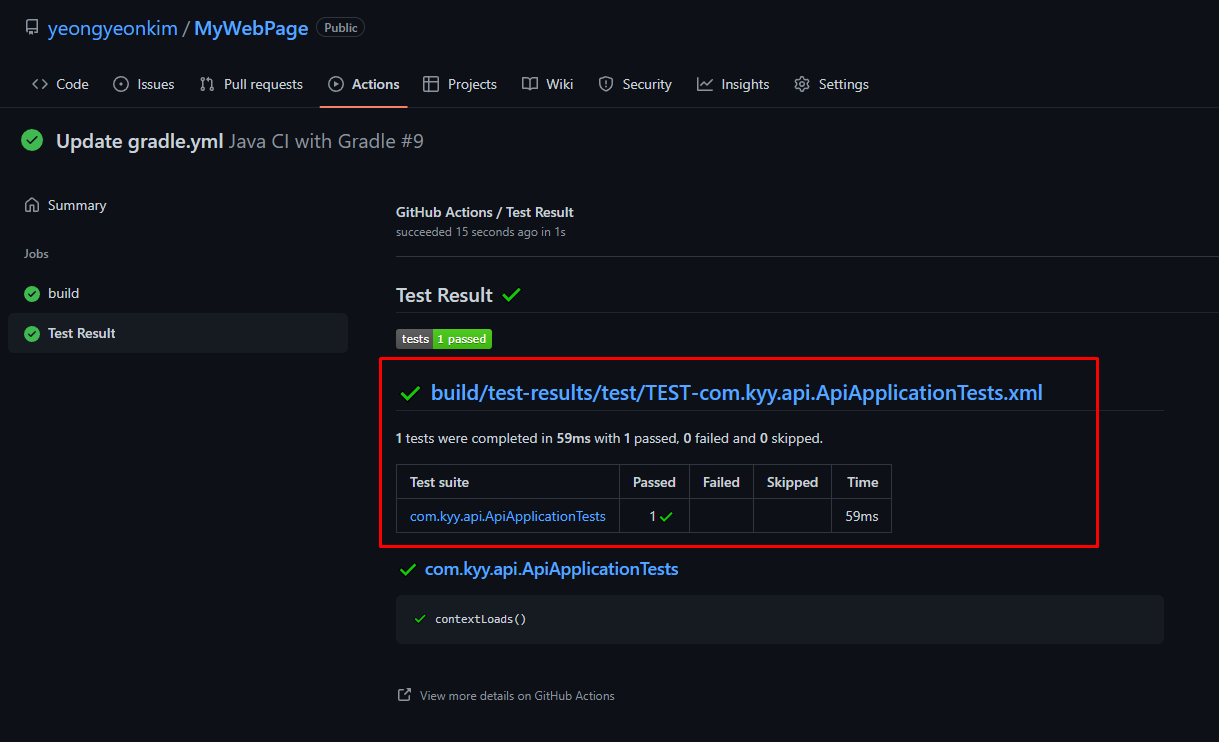 yeongyeonkim / MyWebPage Public
Code Issues Pull requests Actions Projects Wiki Security Insights Settings
Update gradle.yml Java CI with Gradle #9
Summary
Jobs
build
Test Result
GitHub Actions / Test Result
succeeded 15 seconds ago in 1s
Test Result
tests 1 passed
build/test-results/test/TEST-com.kyy.api.ApiApplicationTests.xml
1 tests were completed in 59ms with 1 passed, 0 failed and 0 skipped.
Test suite Passed Failed Skipped Time
com.kyy.api.ApiApplicationTests 1 59ms
com.kyy.api.ApiApplicationTests
contextLoads()
View more details on GitHub Actions